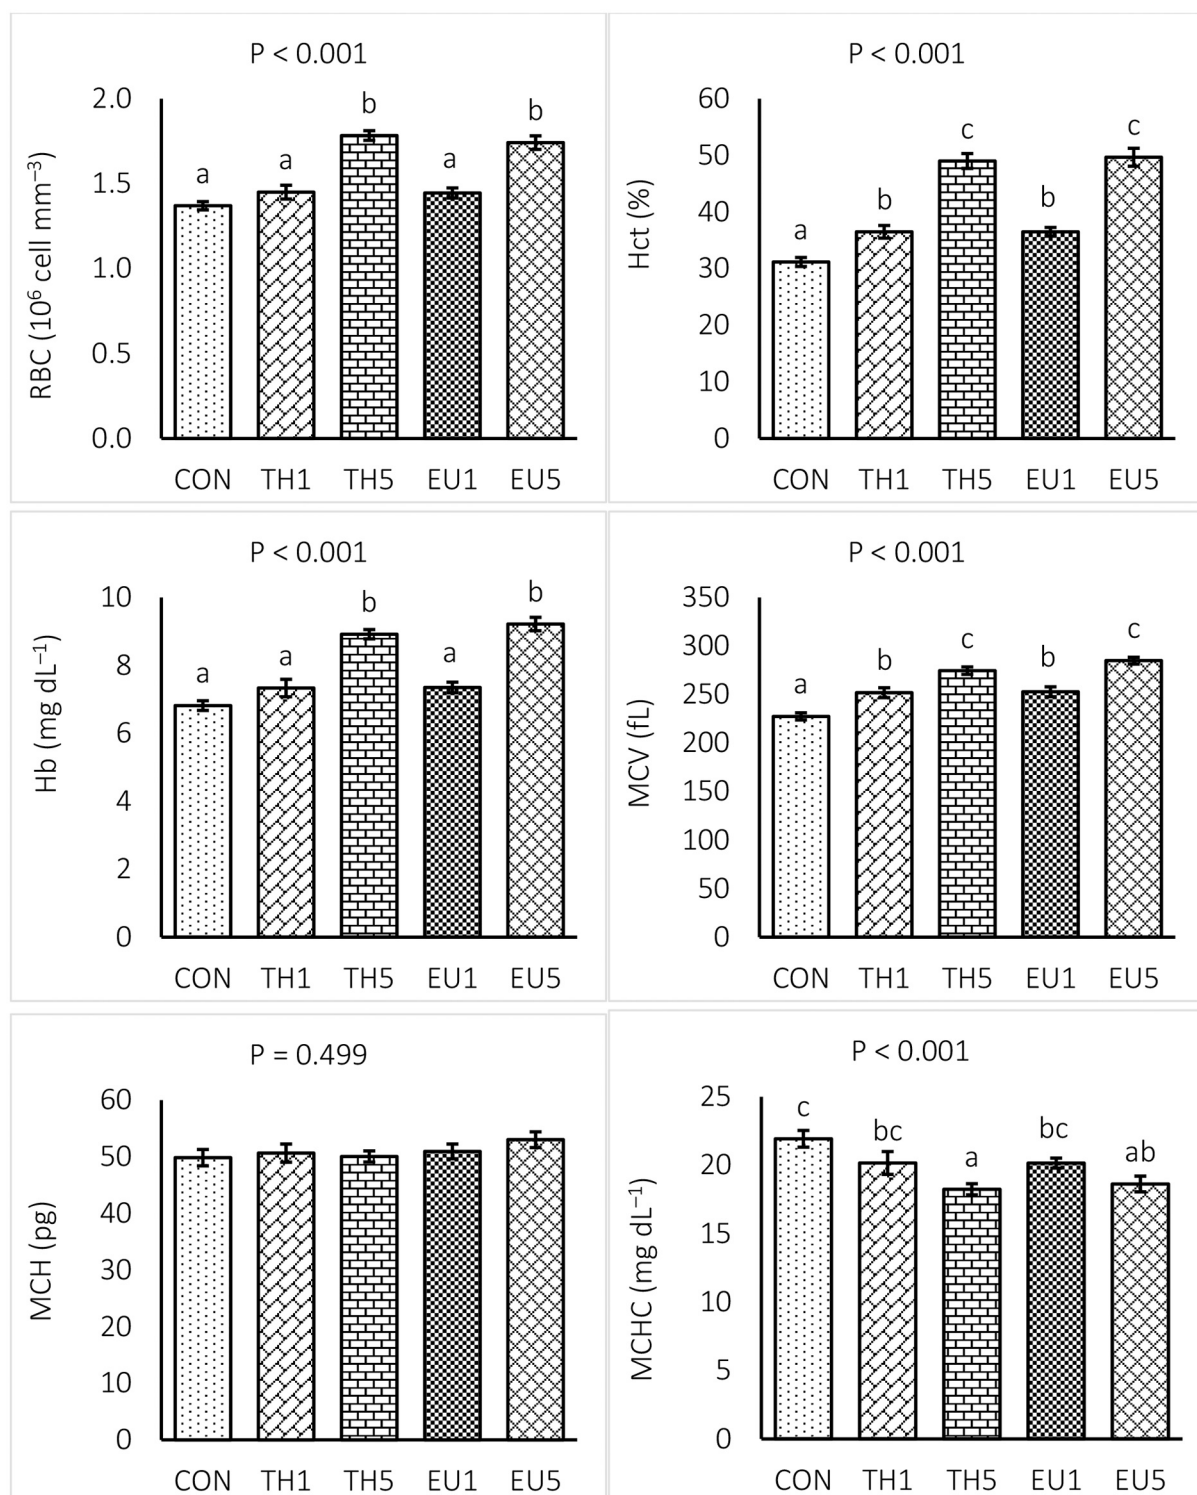 P < 0.001
RBC (10⁶ cell mm⁻³)
2.0
1.5
1.0
0.5
0.0
a
a
b
a
b
CON TH1 TH5 EU1 EU5
P < 0.001
Hct (%)
60
50
40
30
20
10
0
a
b
c
b
c
CON TH1 TH5 EU1 EU5
P < 0.001
Hb (mg dL⁻¹)
10
8
6
4
2
0
a
a
b
a
b
CON TH1 TH5 EU1 EU5
P < 0.001
MCV (fL)
350
300
250
200
150
100
50
0
a
b
c
b
c
CON TH1 TH5 EU1 EU5
P = 0.499
MCH (pg)
60
50
40
30
20
10
0
CON TH1 TH5 EU1 EU5
P < 0.001
MCHC (mg dL⁻¹)
25
20
15
10
5
0
c
bc
a
bc
ab
CON TH1 TH5 EU1 EU5